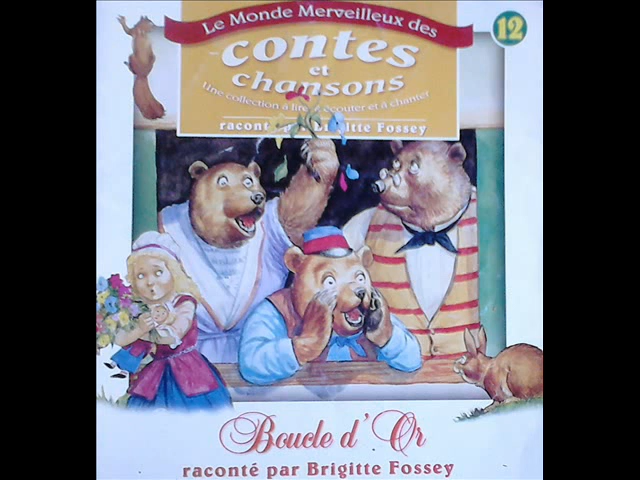 Le Monde Merveilleux des
12
contes
et
chansons
Une collection à lire, à écouter et à chanter
raconté par Brigitte Fossey
Boucle d'Or
raconté par Brigitte Fossey